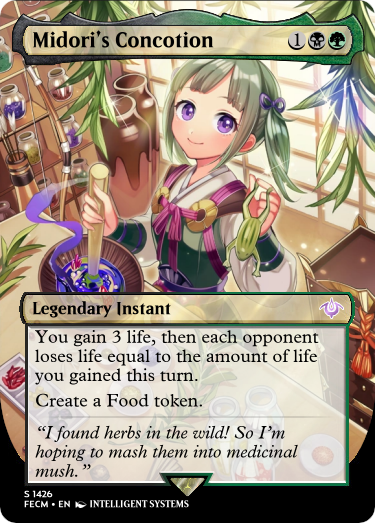 Midori's Concotion 1
Legendary Instant
You gain 3 life, then each opponent
loses life equal to the amount of life
you gained this turn.
Create a Food token.
“I found herbs in the wild! So I’m
hoping to mash them into medicinal
mush.”
S 1426
FECM • EN INTELLIGENT SYSTEMS